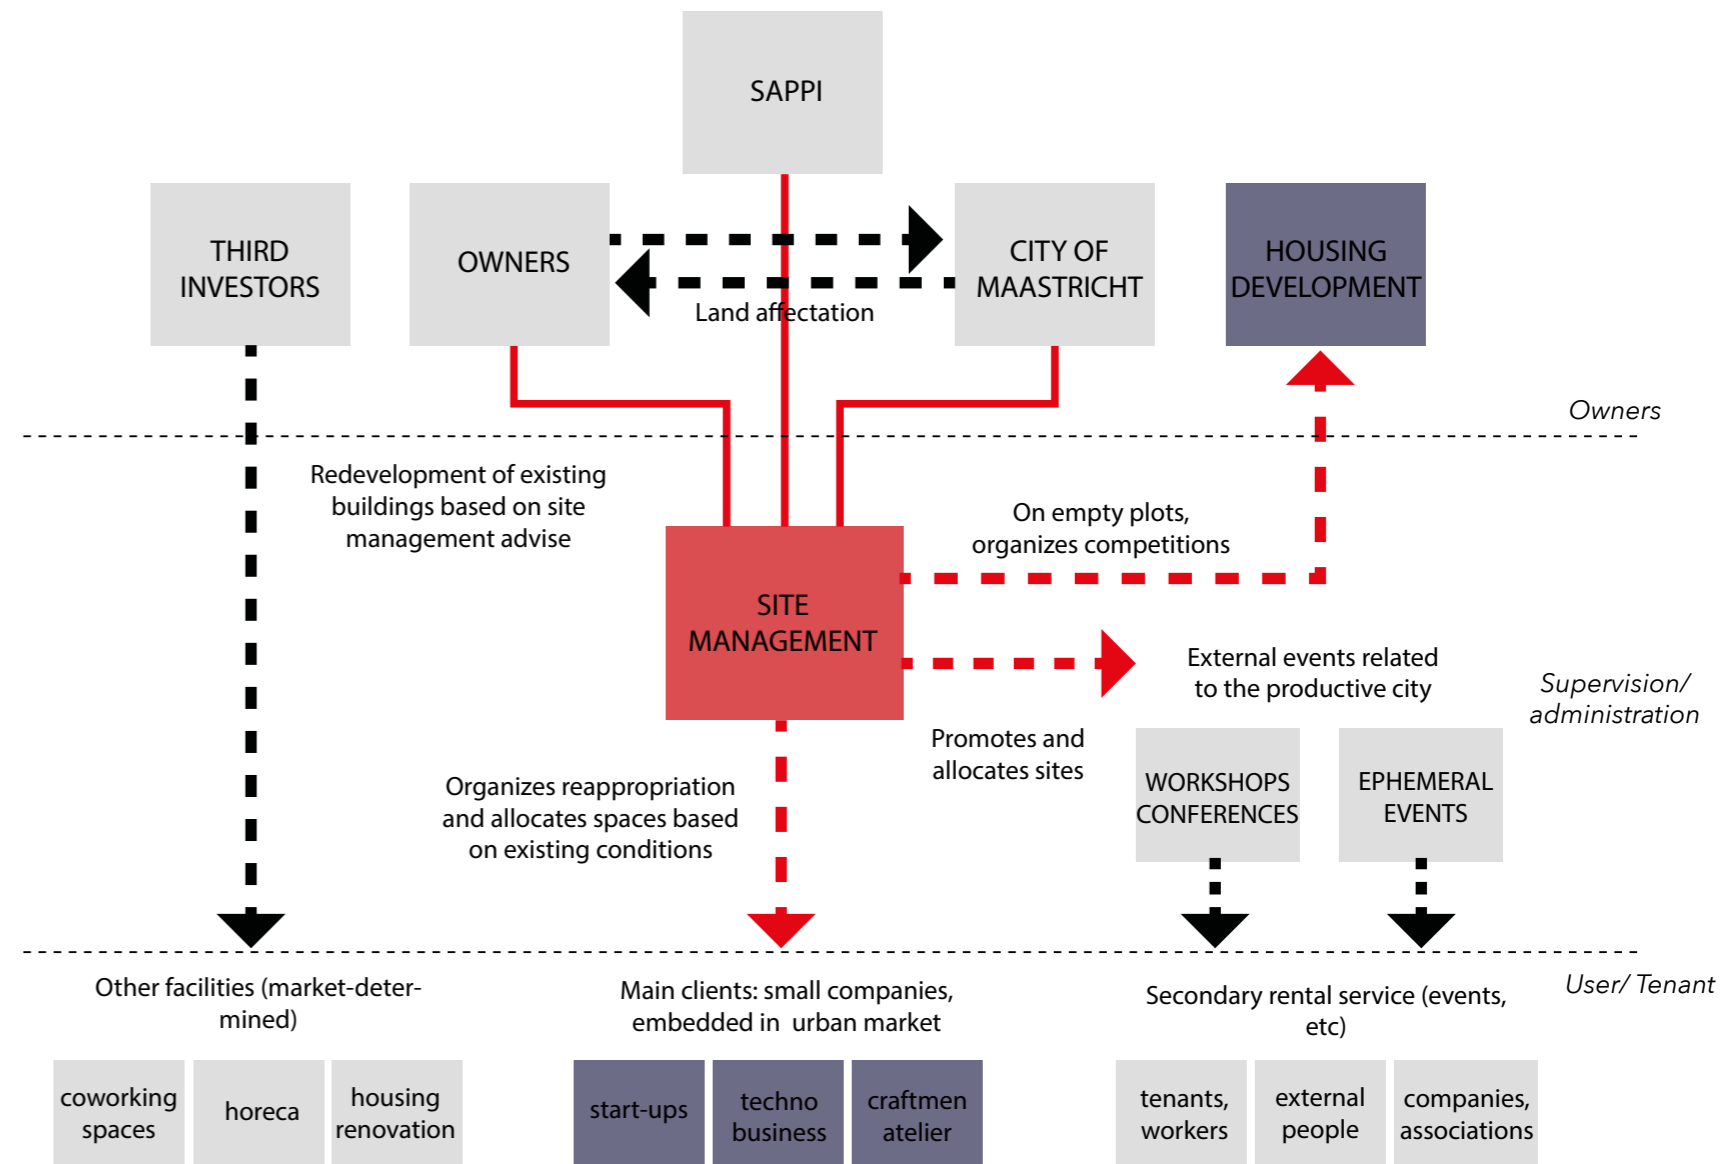 SAPPI
THIRD
INVESTORS
OWNERS
CITY OF
MAASTRICHT
HOUSING
DEVELOPMENT
Land affectation
Owners
Redevelopment of existing
buildings based on site
management advise
On empty plots,
organizes competitions
SITE
MANAGEMENT
External events related
to the productive city
Supervision/
administration
Promotes and
allocates sites
Organizes reappropriation
and allocates spaces based
on existing conditions
WORKSHOPS
CONFERENCES
EPHEMERAL
EVENTS
User/ Tenant
Other facilities (market-deter-
mined)
Main clients: small companies,
embedded in urban market
Secondary rental service (events,
etc)
coworking
spaces
horeca
housing
renovation
start-ups
techno
business
craftmen
atelier
tenants,
workers
external
people
companies,
associations